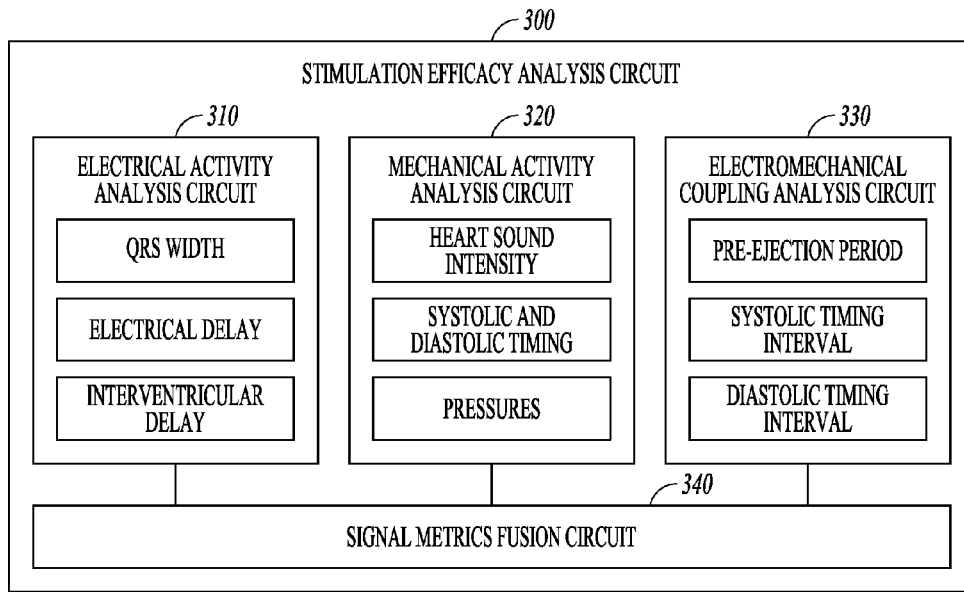 300
STIMULATION EFFICACY ANALYSIS CIRCUIT
310
ELECTRICAL ACTIVITY
ANALYSIS CIRCUIT
QRS WIDTH
ELECTRICAL DELAY
INTERVENTRICULAR
DELAY
320
MECHANICAL ACTIVITY
ANALYSIS CIRCUIT
HEART SOUND
INTENSITY
SYSTOLIC AND
DIASTOLIC TIMING
PRESSURES
330
ELECTROMECHANICAL
COUPLING ANALYSIS CIRCUIT
PRE-EJECTION PERIOD
SYSTOLIC TIMING
INTERVAL
DIASTOLIC TIMING
INTERVAL
340
SIGNAL METRICS FUSION CIRCUIT